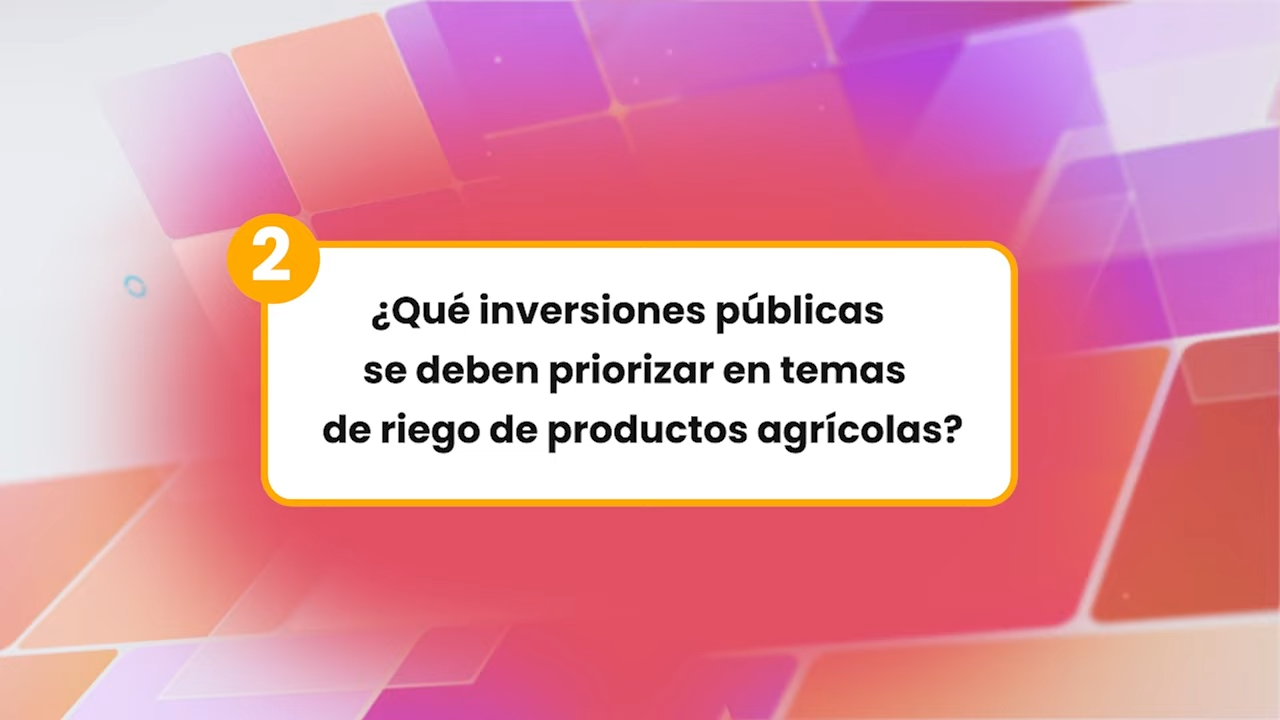 2
¿Qué inversiones públicas
se deben priorizar en temas
de riego de productos agrícolas?